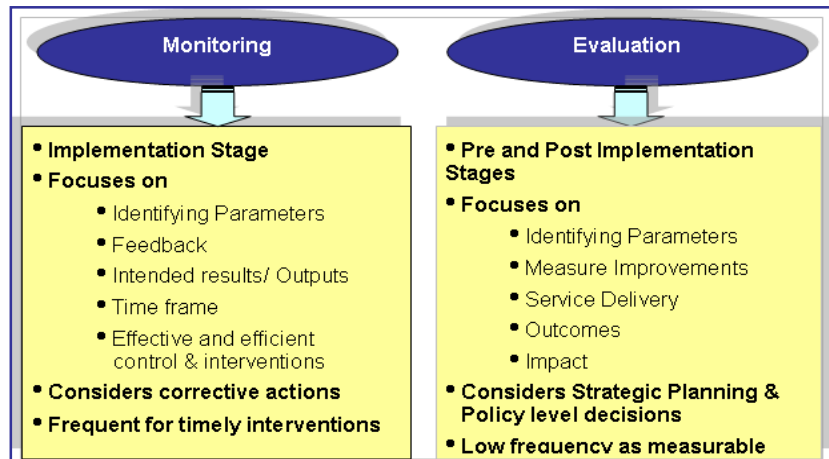 Monitoring
• Implementation Stage
• Focuses on
• Identifying Parameters
• Feedback
• Intended results/ Outputs
• Time frame
• Effective and efficient
control & interventions
• Considers corrective actions
• Frequent for timely interventions
Evaluation
• Pre and Post Implementation
Stages
• Focuses on
• Identifying Parameters
• Measure Improvements
• Service Delivery
• Outcomes
• Impact
• Considers Strategic Planning &
Policy level decisions
• Low frequency as measurable